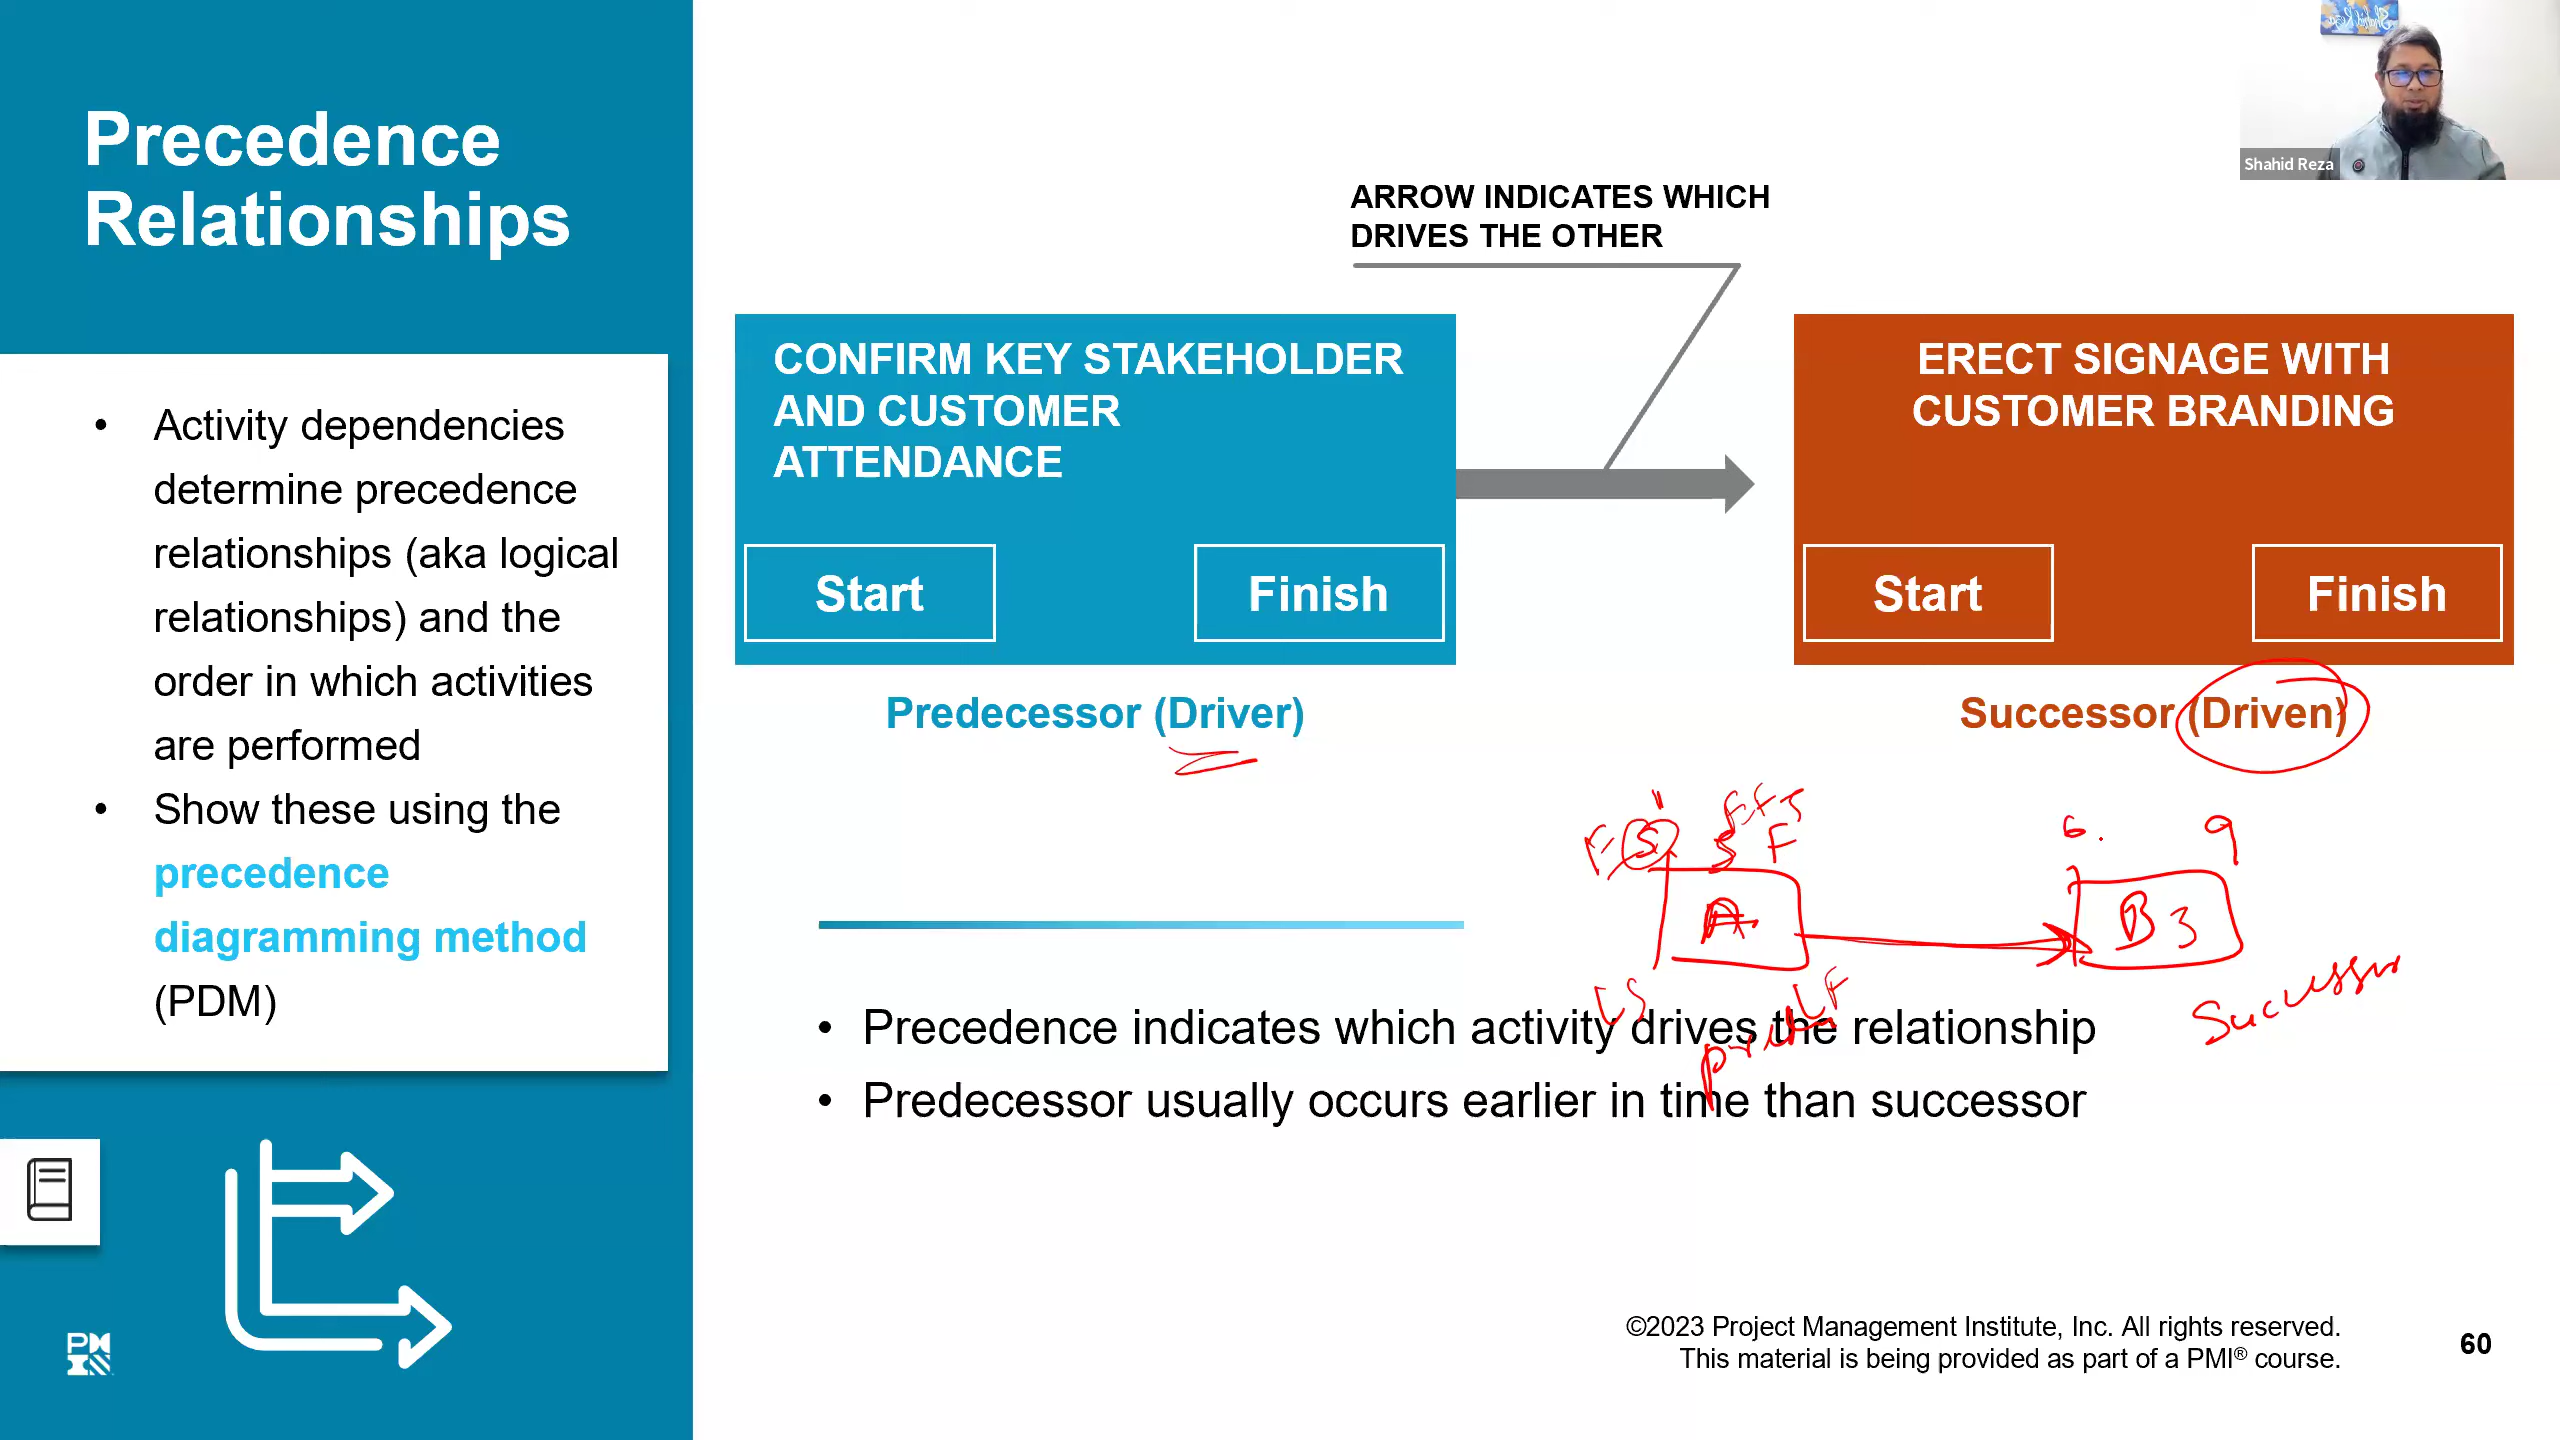 Precedence
Relationships
• Activity dependencies
determine precedence
relationships (aka logical
relationships) and the
order in which activities
are performed
• Show these using the
precedence
diagramming method
(PDM)
Shahid Reza
ARROW INDICATES WHICH
DRIVES THE OTHER
CONFIRM KEY STAKEHOLDER
AND CUSTOMER
ATTENDANCE
Start
Finish
Predecessor (Driver)
ERECT SIGNAGE WITH
CUSTOMER BRANDING
Start
Finish
Successor (Driven)
6. 9
A
B 3
LS
LF
Successor
• Precedence indicates which activity drives the relationship
• Predecessor usually occurs earlier in time than successor
©2023 Project Management Institute, Inc. All rights reserved.
This material is being provided as part of a PMI® course.
60